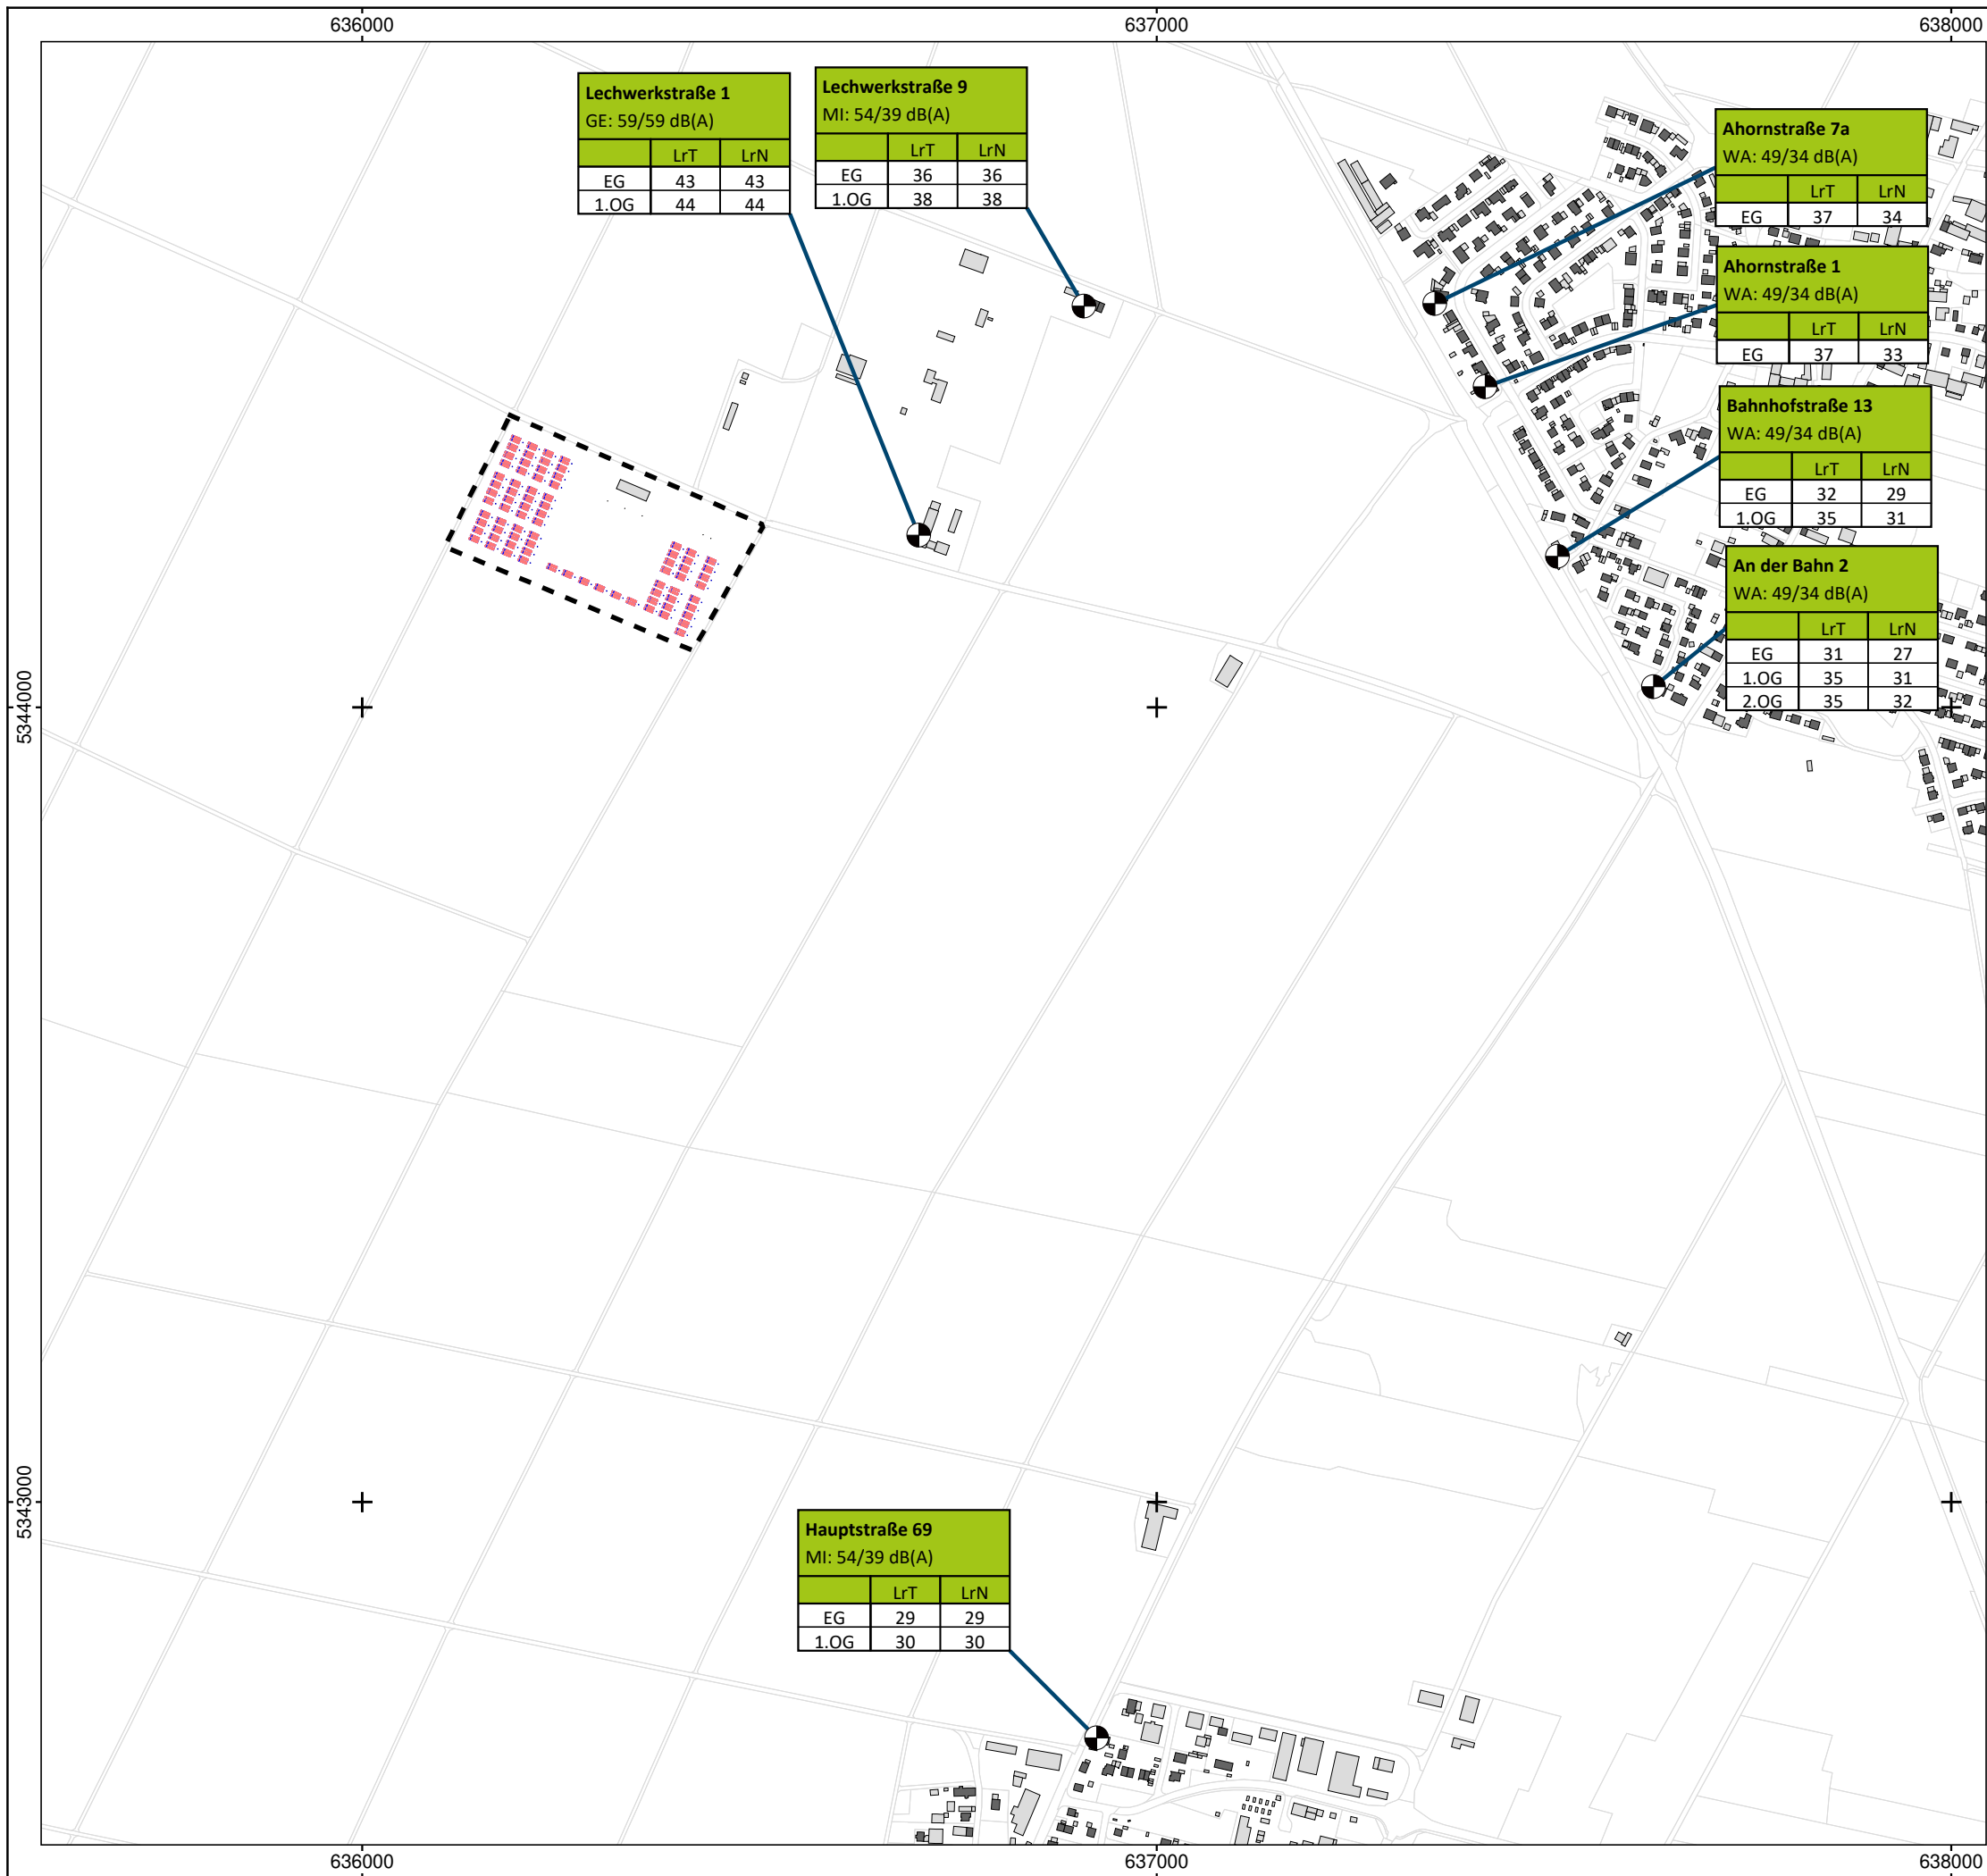 636000 637000 638000
Lechwerkstraße 1
GE: 59/59 dB(A)
LrT LrN
EG 43 43
1.OG 44 44
Lechwerkstraße 9
MI: 54/39 dB(A)
LrT LrN
EG 36 36
1.OG 38 38
Ahornstraße 7a
WA: 49/34 dB(A)
LrT LrN
EG 37 34
Ahornstraße 1
WA: 49/34 dB(A)
LrT LrN
EG 37 33
Bahnhofstraße 13
WA: 49/34 dB(A)
LrT LrN
EG 32 29
1.OG 35 31
An der Bahn 2
WA: 49/34 dB(A)
LrT LrN
EG 31 27
1.OG 35 31
2.OG 35 32
5344000
5343000
Hauptstraße 69
MI: 54/39 dB(A)
LrT LrN
EG 29 29
1.OG 30 30
636000 637000 638000